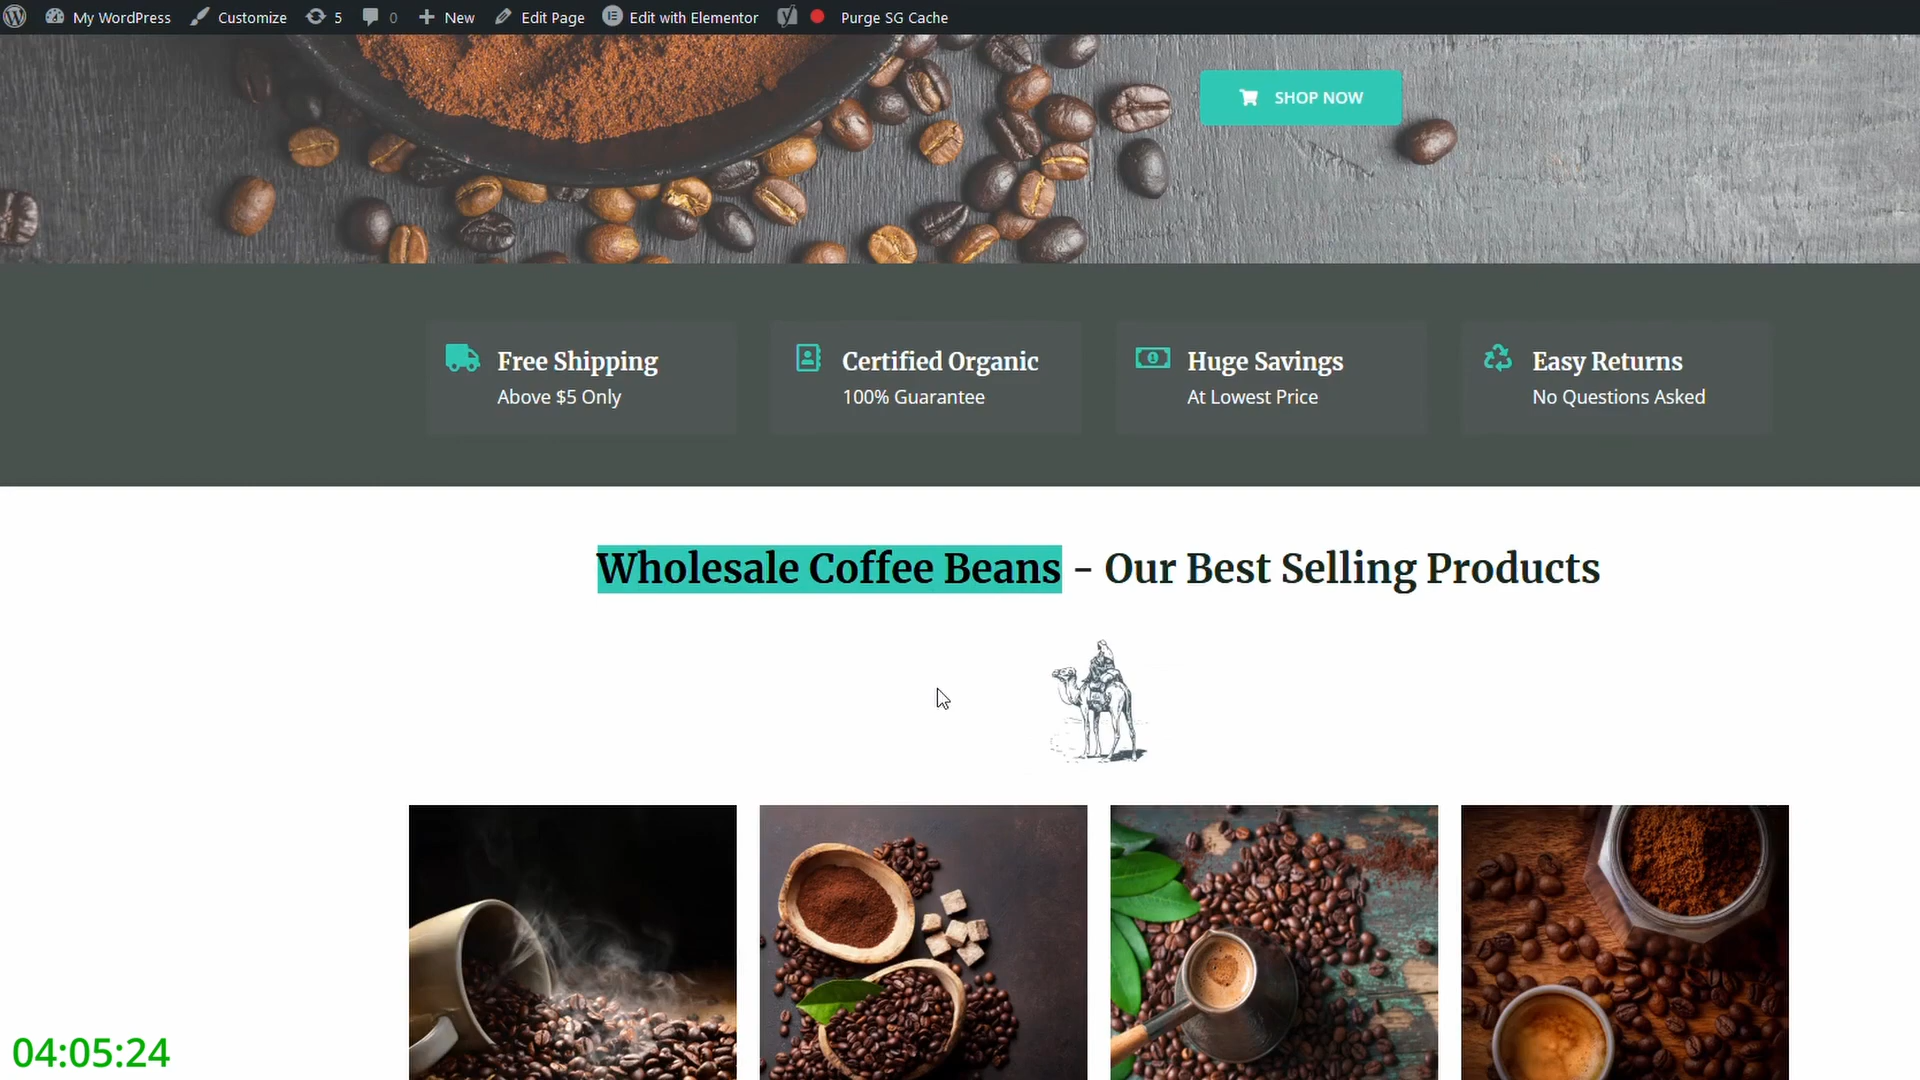 My WordPress Customize 5 0 New Edit Page Edit with Elementor Purge SG Cache
SHOP NOW
Free Shipping
Above $5 Only
Certified Organic
100% Guarantee
Huge Savings
At Lowest Price
Easy Returns
No Questions Asked
Wholesale Coffee Beans - Our Best Selling Products
04:05:24